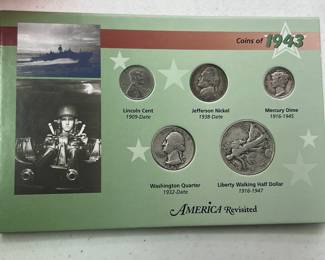 Coins of 1943
Lincoln Cent
1909-Date
Jefferson Nickel
1938-Date
Mercury Dime
1916-1945
Washington Quarter
1932-Date
Liberty Walking Half Dollar
1916-1947
AMERICA Revisited